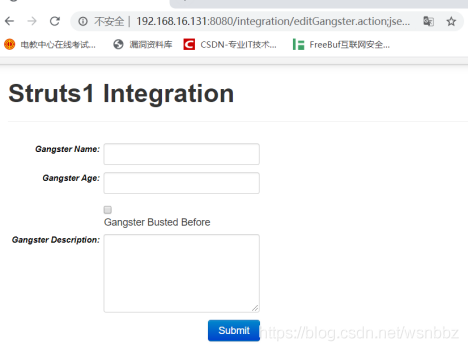 不安全 | 192.168.16.131:8080/integration/editGangster.action;jse...
电教中心在线考试... 漏洞资料库 CSDN-专业IT技术... FreeBuf互联网安全...
Struts1 Integration
Gangster Name:
Gangster Age:
Gangster Busted Before
Gangster Description:
Submit
https://blog.csdn.net/wsnbbz